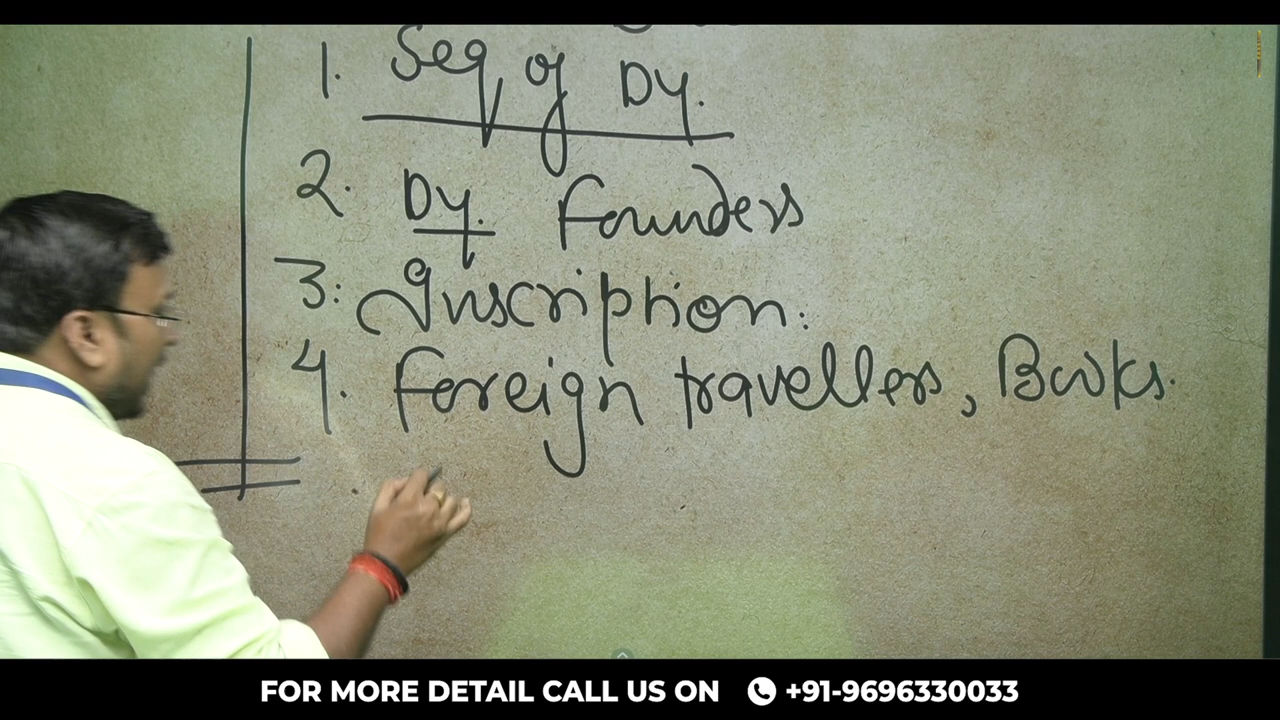 1. Seq of Dy.
2. Dy. Founders
3. Inscription.
4. Foreign travellers, Books.
FOR MORE DETAIL CALL US ON +91-9696330033